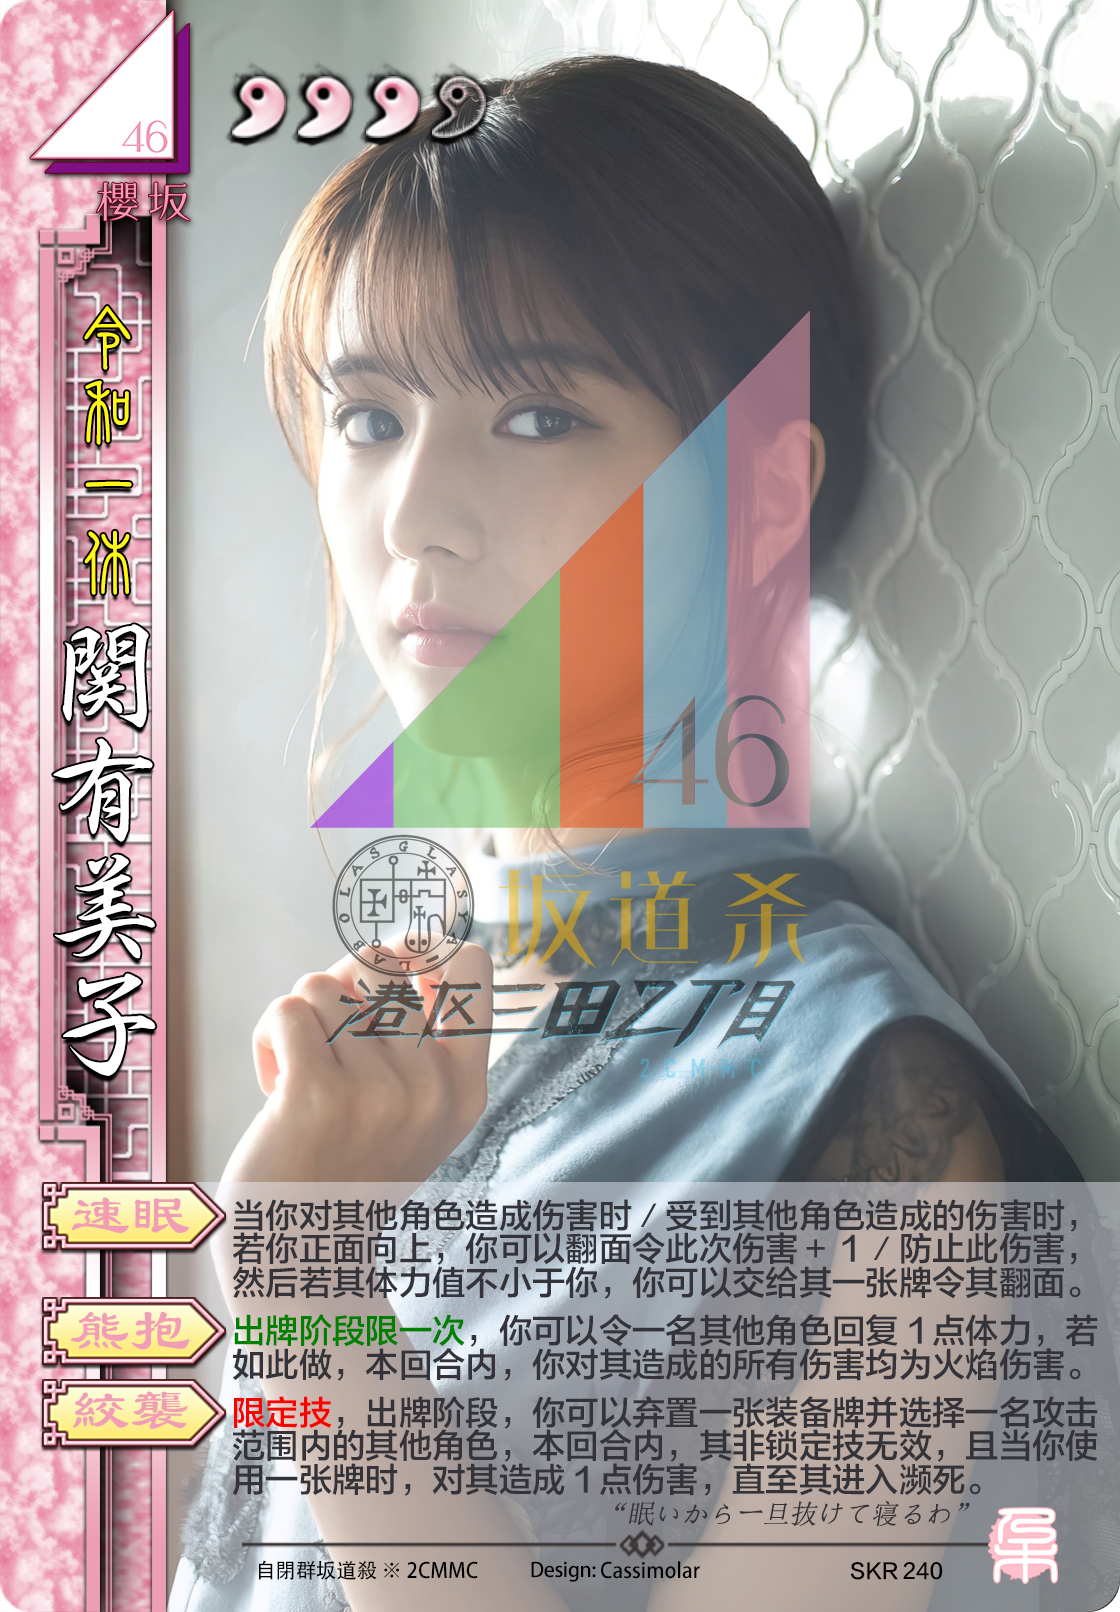 46
櫻坂
令和一休
関有美子
46
GLASYALABOLAS
坂道杀
港区三田2丁目
2CMMC
速眠
当你对其他角色造成伤害时 / 受到其他角色造成的伤害时，
若你正面向上，你可以翻面令此次伤害＋１ / 防止此伤害，
然后若其体力值不小于你，你可以交给其一张牌令其翻面。
熊抱
出牌阶段限一次，你可以令一名其他角色回复１点体力，若
如此做，本回合内，你对其造成的所有伤害均为火焰伤害。
絞襲
限定技，出牌阶段，你可以弃置一张装备牌并选择一名攻击
范围内的其他角色，本回合内，其非锁定技无效，且当你使
用一张牌时，对其造成１点伤害，直至其进入濒死。
“眠いから一旦抜けて寝るわ”
自閉群坂道殺 ※ 2CMMC Design: Cassimolar SKR 240